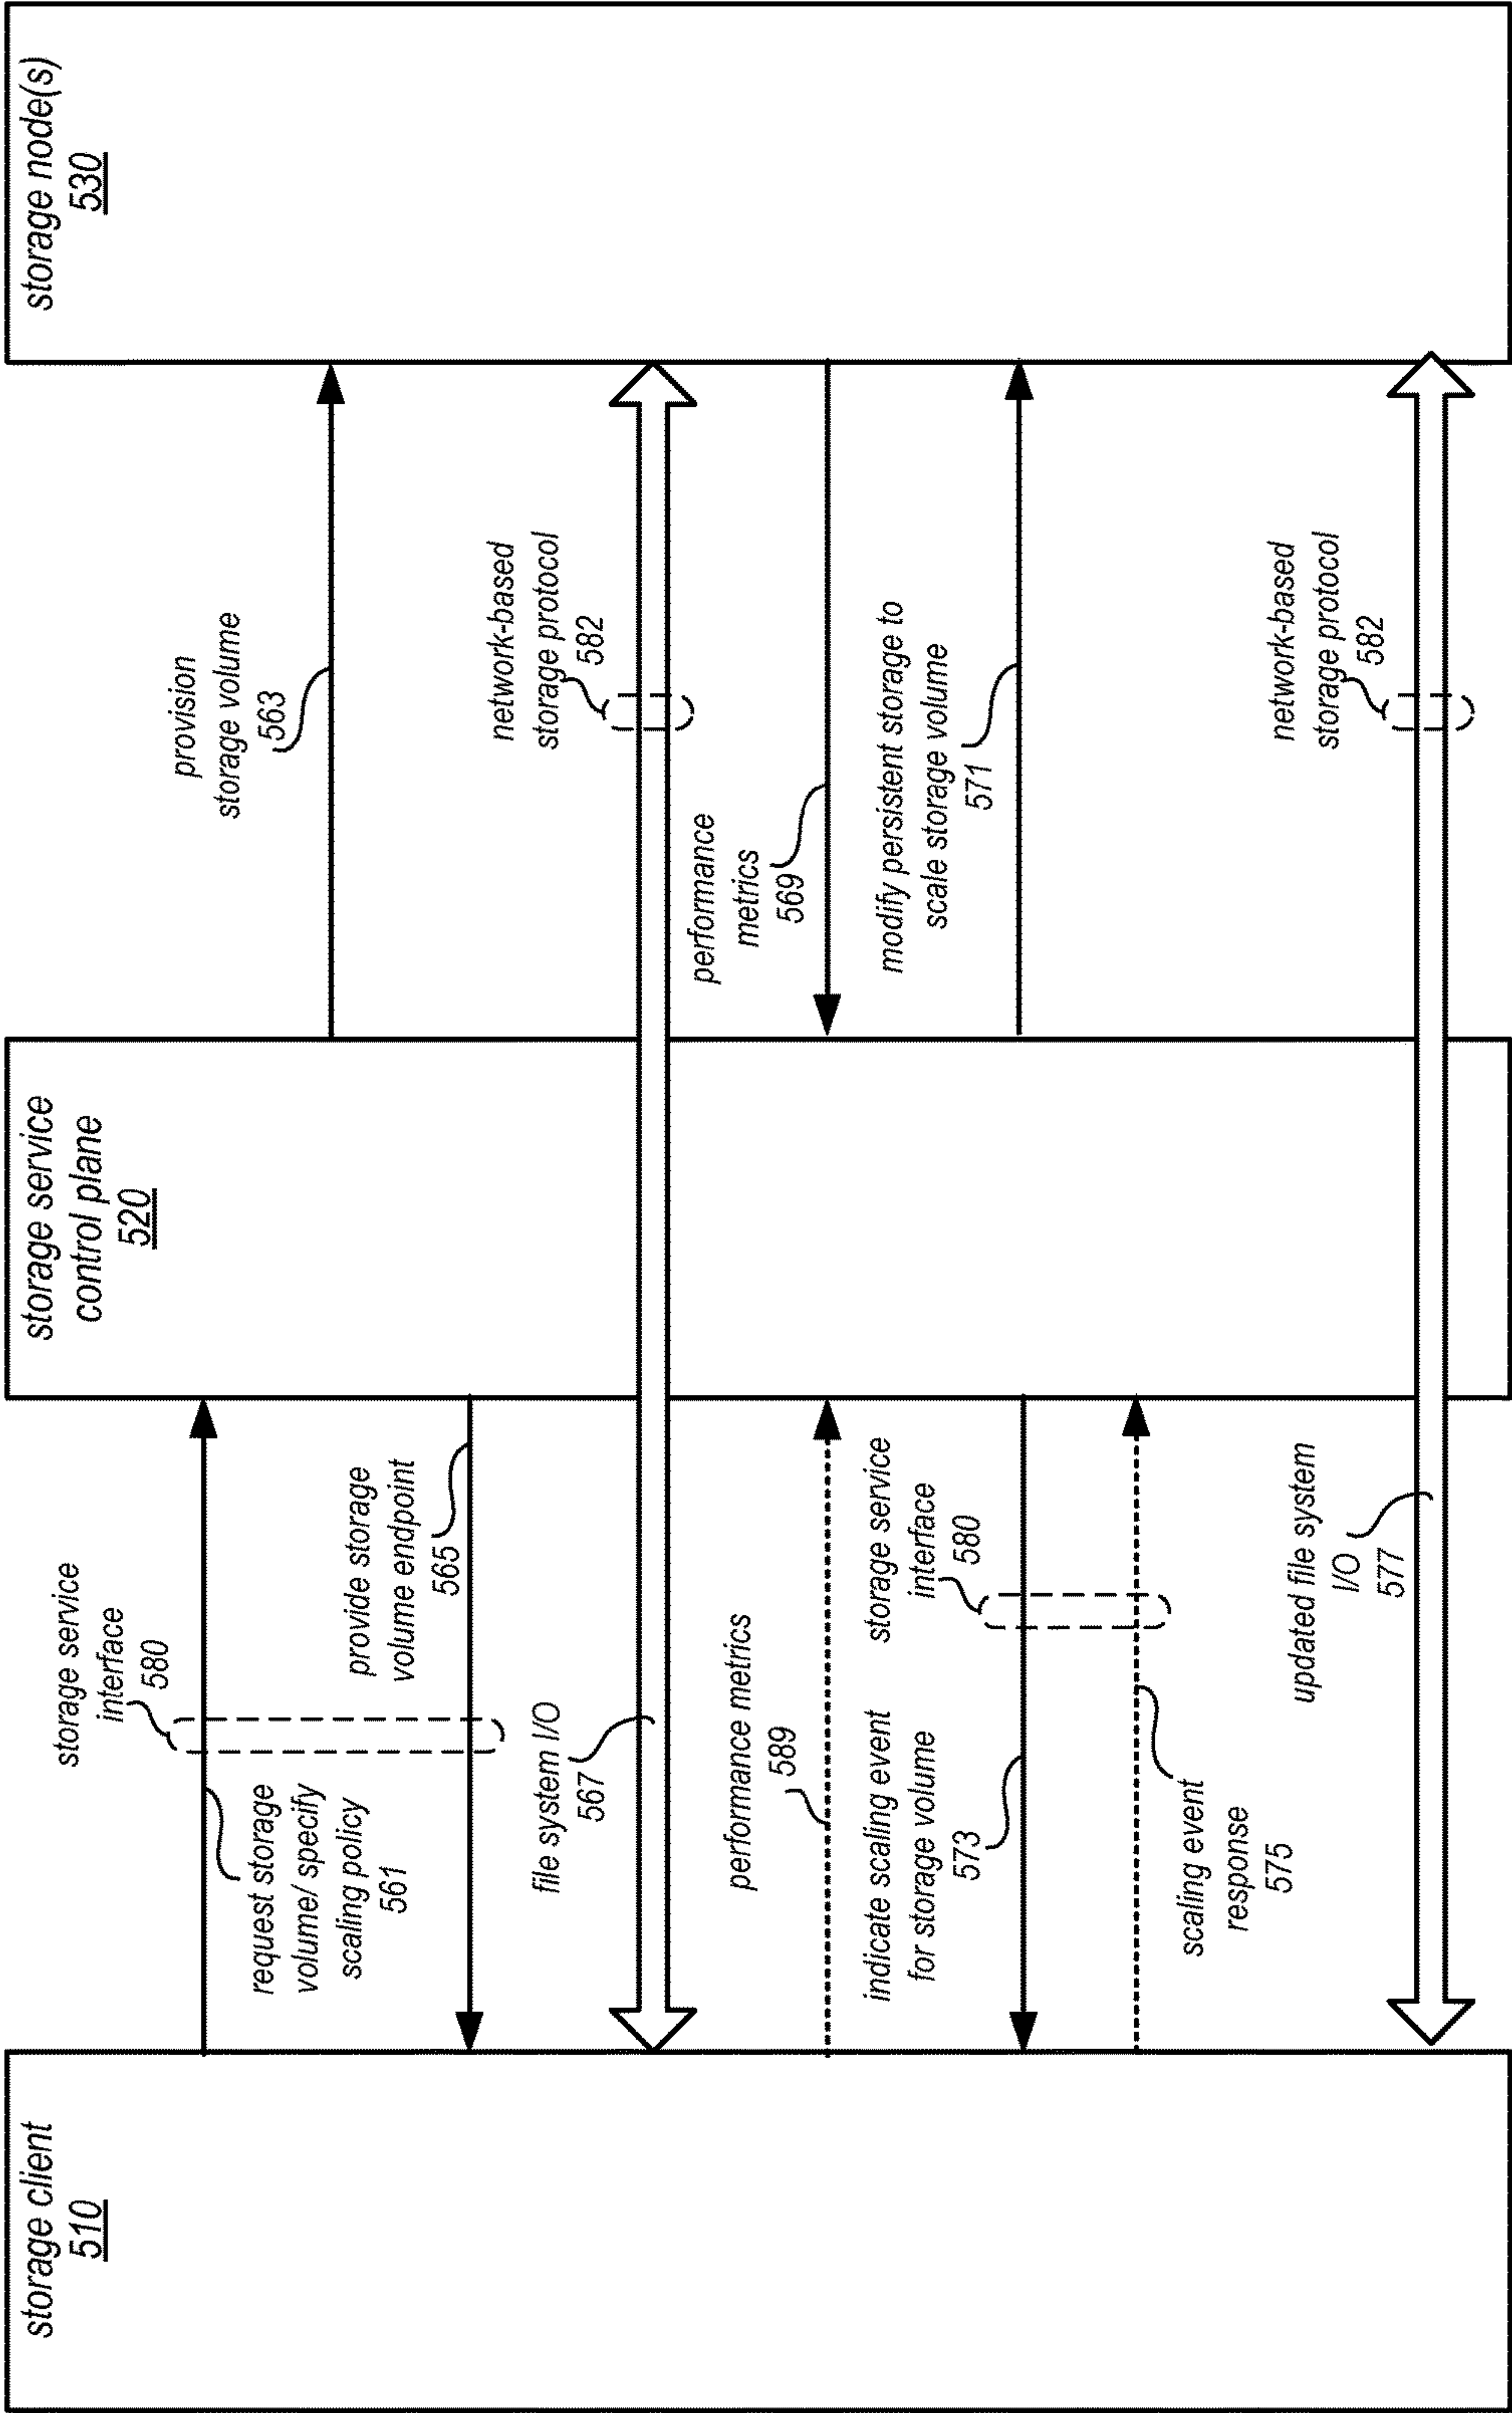 storage client
510
storage service
control plane
520
storage node(s)
530
storage service
interface
580
request storage
volume/ specify
scaling policy
561
provision
storage volume
563
provide storage
volume endpoint
565
file system I/O
567
network-based
storage protocol
582
performance metrics
589
performance
metrics
569
modify persistent storage to
scale storage volume
571
indicate scaling event
for storage volume
573
storage service
interface
580
scaling event
response
575
updated file system
I/O
577
network-based
storage protocol
582